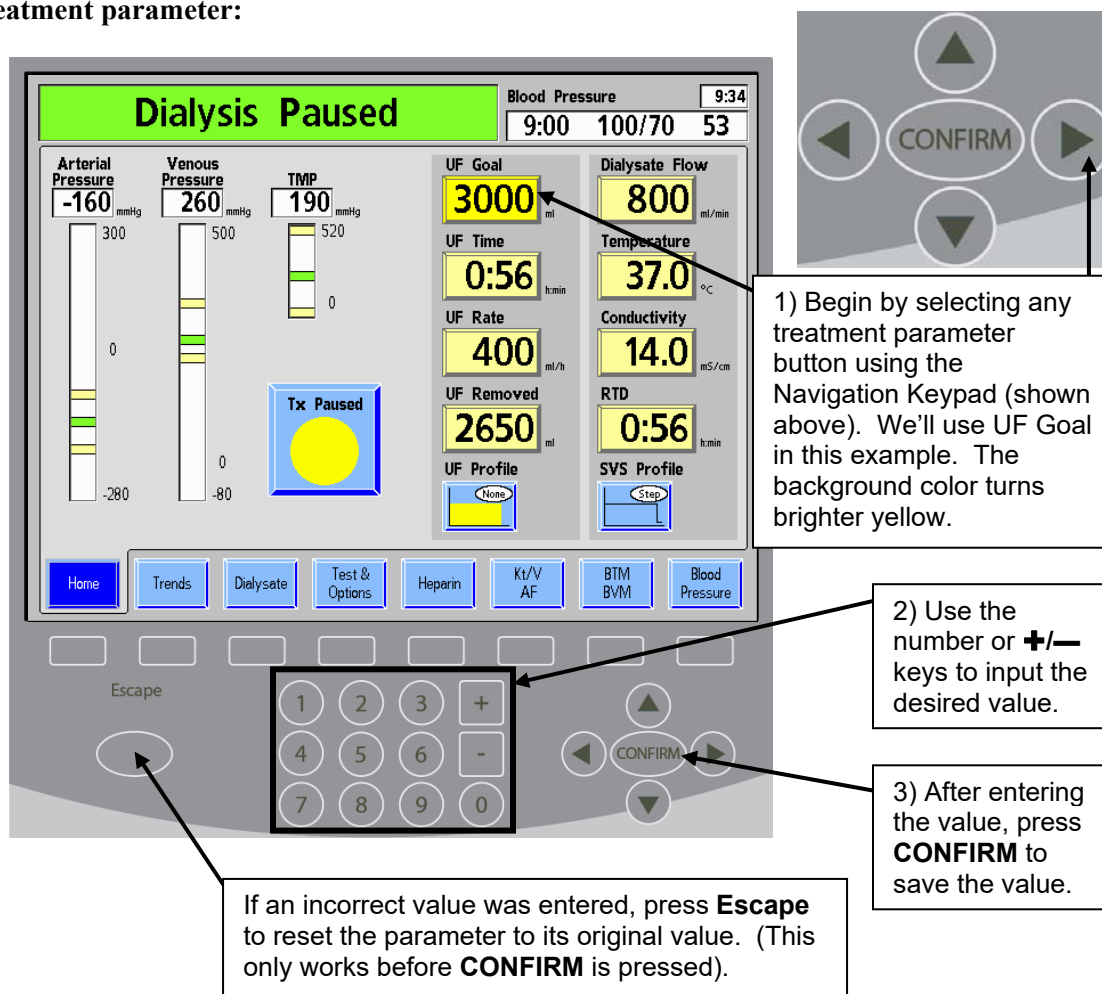 eatment parameter:
Dialysis Paused
Blood Pressure 9:34
9:00 100/70 53
Arterial Pressure
-160 mmHg
300
0
-280
Venous Pressure
260 mmHg
500
0
-80
TMP
190 mmHg
520
0
Tx Paused
UF Goal
3000 ml
UF Time
0:56 h:min
UF Rate
400 ml/h
UF Removed
2650 ml
UF Profile
None
Dialysate Flow
800 ml/min
Temperature
37.0 °C
Conductivity
14.0 mS/cm
RTD
0:56 h:min
SVS Profile
Step
Home
Trends
Dialysate
Test &
Options
Heparin
Kt/V
AF
BTM
BVM
Blood
Pressure
Escape
1 2 3 +
4 5 6 -
7 8 9 0
CONFIRM
CONFIRM
1) Begin by selecting any
treatment parameter
button using the
Navigation Keypad (shown
above). We'll use UF Goal
in this example. The
background color turns
brighter yellow.
2) Use the
number or +/—
keys to input the
desired value.
3) After entering
the value, press
CONFIRM to
save the value.
If an incorrect value was entered, press Escape
to reset the parameter to its original value. (This
only works before CONFIRM is pressed).